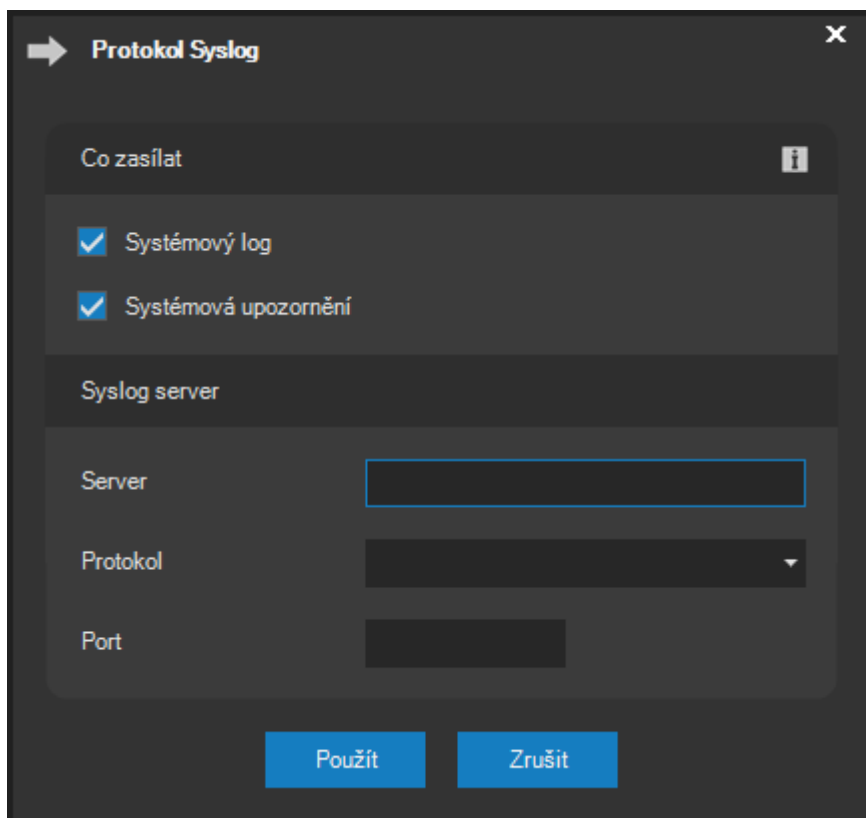 Protokol Syslog
Co zasílat
Systémový log
Systémová upozornění
Syslog server
Server
Protokol
Port
Použít
Zrušit